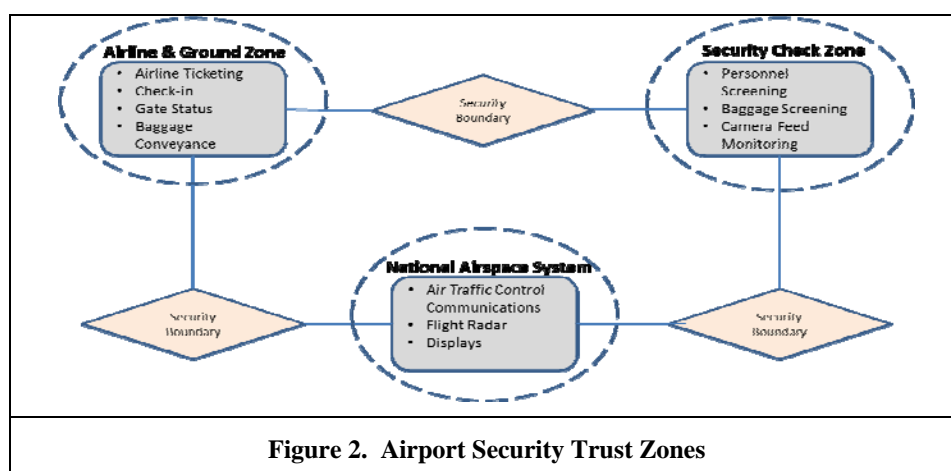 Airline & Ground Zone
• Airline Ticketing
• Check-in
• Gate Status
• Baggage
Conveyance
Security
Boundary
Security Check Zone
• Personnel
Screening
• Baggage Screening
• Camera Feed
Monitoring
Security
Boundary
National Airspace System
• Air Traffic Control
Communications
• Flight Radar
• Displays
Security
Boundary
Figure 2. Airport Security Trust Zones